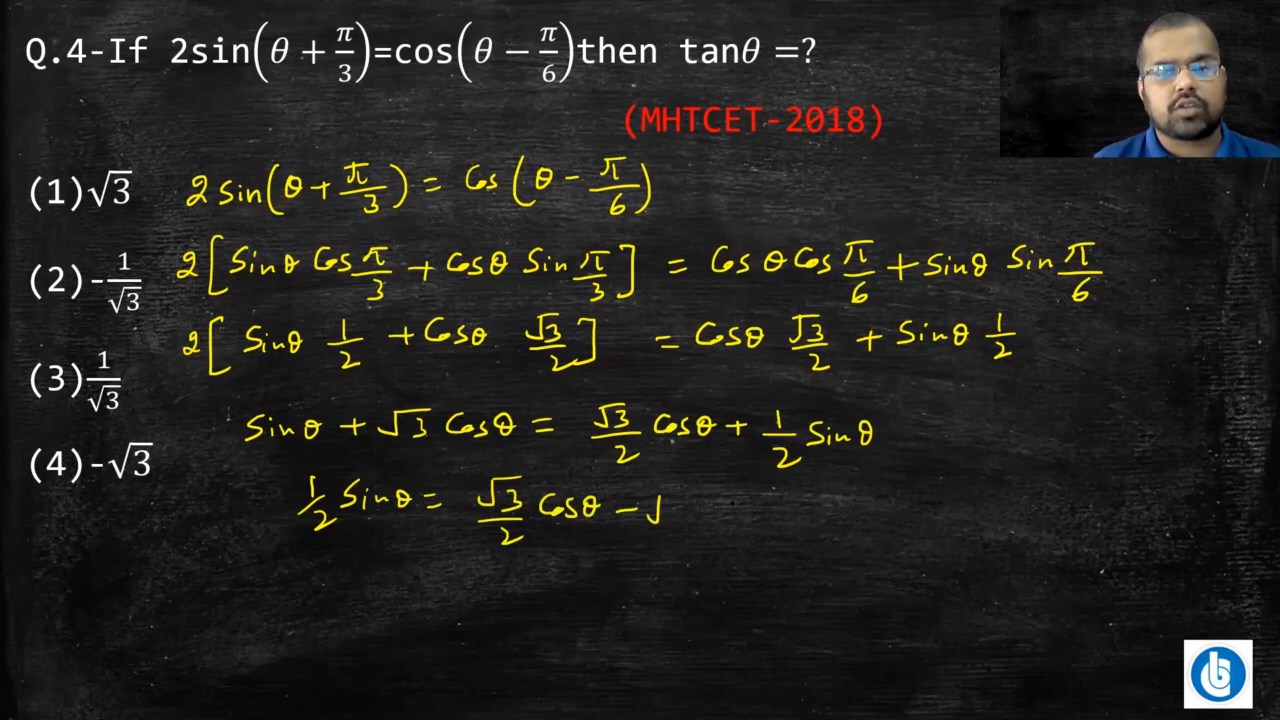 Q.4-If 2sin(θ + π/3)=cos(θ − π/6)then tanθ =?
(MHTCET-2018)
(1)√3
2 sin(θ + π/3) = Cos (θ - π/6)
(2)-1/√3
2[Sinθ Cos π/3 + Cosθ Sin π/3] = Cos θ Cos π/6 + Sinθ Sin π/6
2[Sinθ 1/2 + Cosθ √3/2] = Cosθ √3/2 + Sinθ 1/2
(3)1/√3
Sinθ + √3 Cosθ = √3/2 Cosθ + 1/2 Sinθ
(4)-√3
1/2 Sinθ = √3/2 Cosθ - √